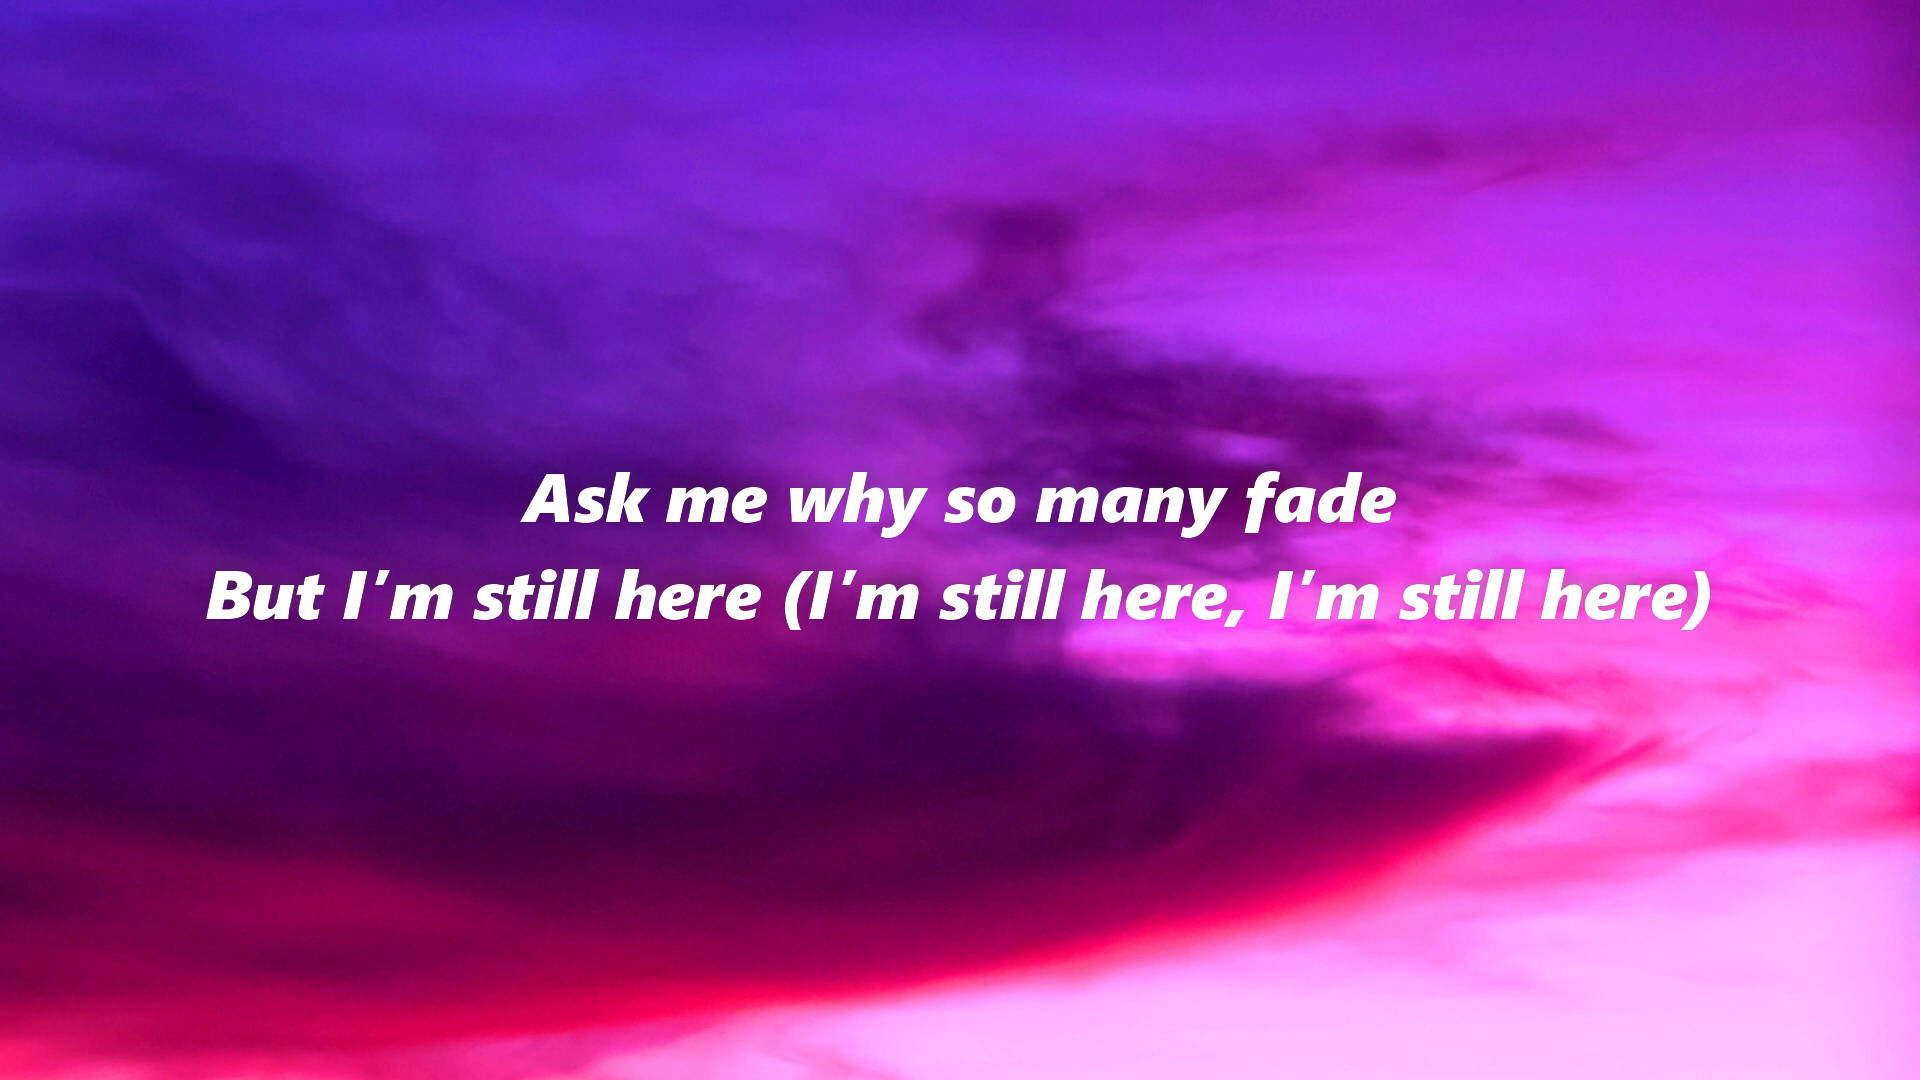 Ask me why so many fade
But I'm still here (I'm still here, I'm still here)